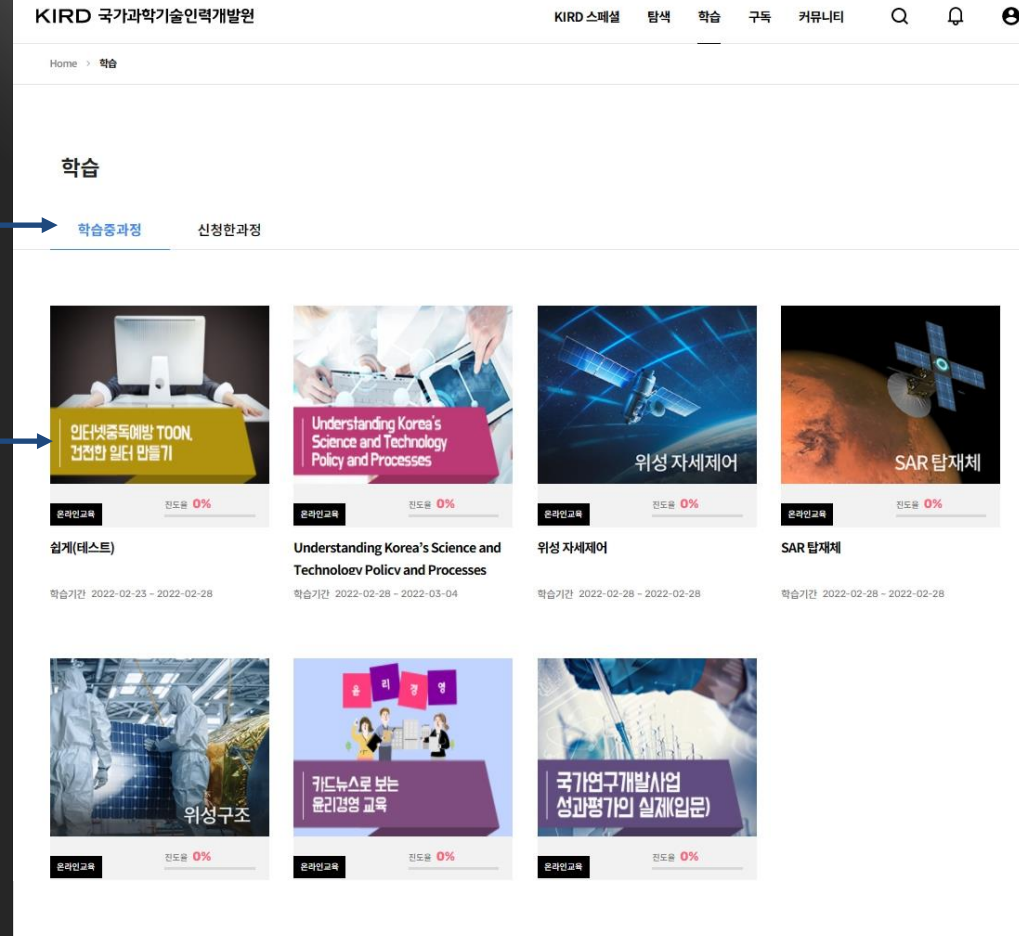 KIRD 국가과학기술인력개발원
KIRD 스페셜 탐색 학습 구독 커뮤니티
Home > 학습
학습
학습중과정 신청한과정
인터넷중독예방 TOON,
건전한 일터 만들기
Understanding Korea's
Science and Technology
Policy and Processes
위성 자세제어
SAR 탑재체
온라인교육 진도율 0%
온라인교육 진도율 0%
온라인교육 진도율 0%
온라인교육 진도율 0%
쉽게(테스트)
Understanding Korea's Science and
Technology Policy and Processes
위성 자세제어
SAR 탑재체
학습기간 2022-02-23 ~ 2022-02-28
학습기간 2022-02-28 ~ 2022-03-04
학습기간 2022-02-28 ~ 2022-02-28
학습기간 2022-02-28 ~ 2022-02-28
위성구조
윤리경영
카드뉴스로 보는
윤리경영 교육
국가연구개발사업
성과평가의 실제(입문)
온라인교육 진도율 0%
온라인교육 진도율 0%
온라인교육 진도율 0%